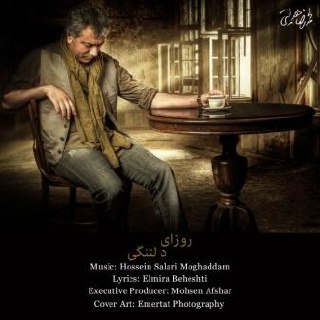 روزای
دلتنگی
Music: Hossein Salari Moghaddam
Lyrics: Elmira Beheshti
Executive Producer: Mohsen Afshar
Cover Art: Emertat Photography